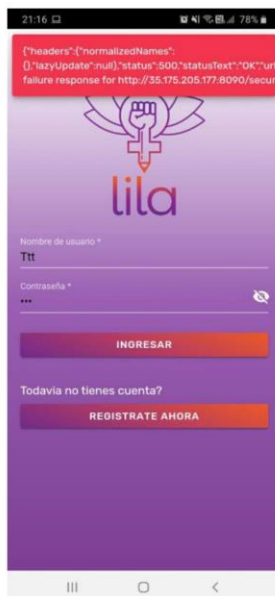 21:16 78%
{"headers":{"normalizedNames":
{},"lazyUpdate":null},"status":500,"statusText":"OK","url
failure response for http://35.175.205.177:8090/secur
lila
Nombre de usuario *
Ttt
Contraseña *
•••
INGRESAR
Todavia no tienes cuenta?
REGISTRATE AHORA